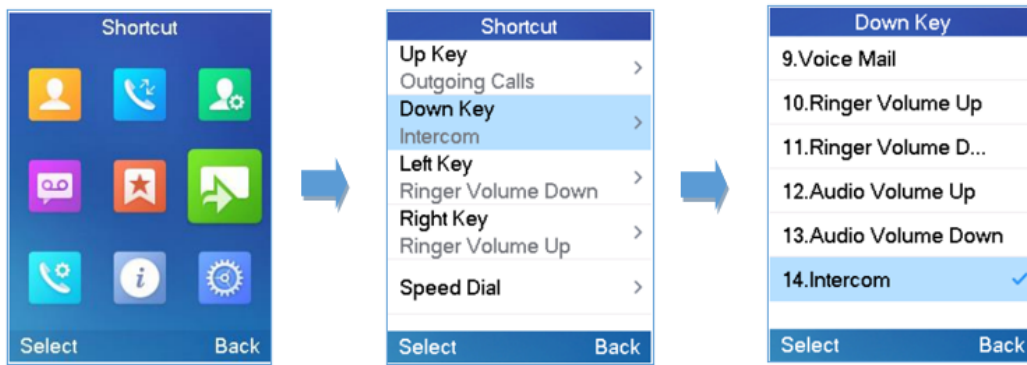 Shortcut
Select Back
Shortcut
Up Key
Outgoing Calls
Down Key
Intercom
Left Key
Ringer Volume Down
Right Key
Ringer Volume Up
Speed Dial
Select Back
Down Key
9.Voice Mail
10.Ringer Volume Up
11.Ringer Volume D...
12.Audio Volume Up
13.Audio Volume Down
14.Intercom
Select Back